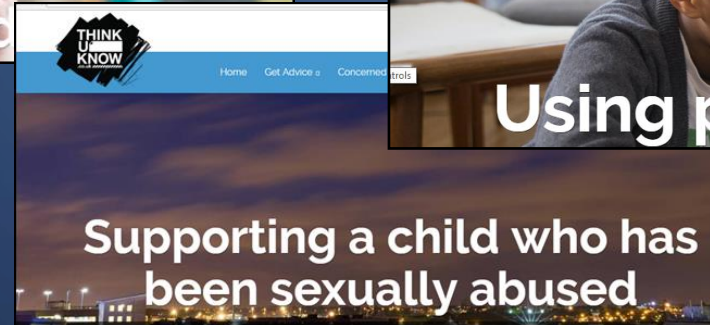 THINK
U
KNOW
Home Get Advice Concerned
trols
Using
Supporting a child who has
been sexually abused